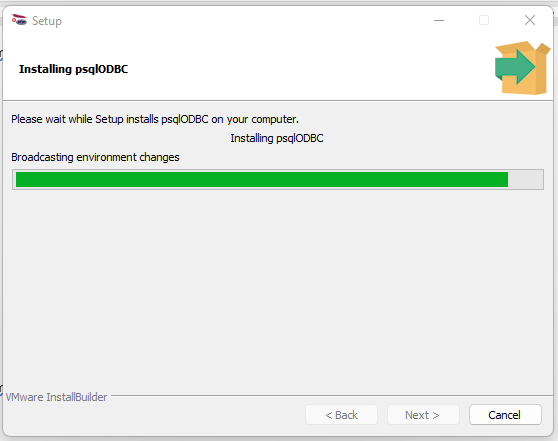 Setup
Installing psqlODBC
Please wait while Setup installs psqlODBC on your computer.
Installing psqlODBC
Broadcasting environment changes
VMware InstallBuilder
< Back
Next >
Cancel